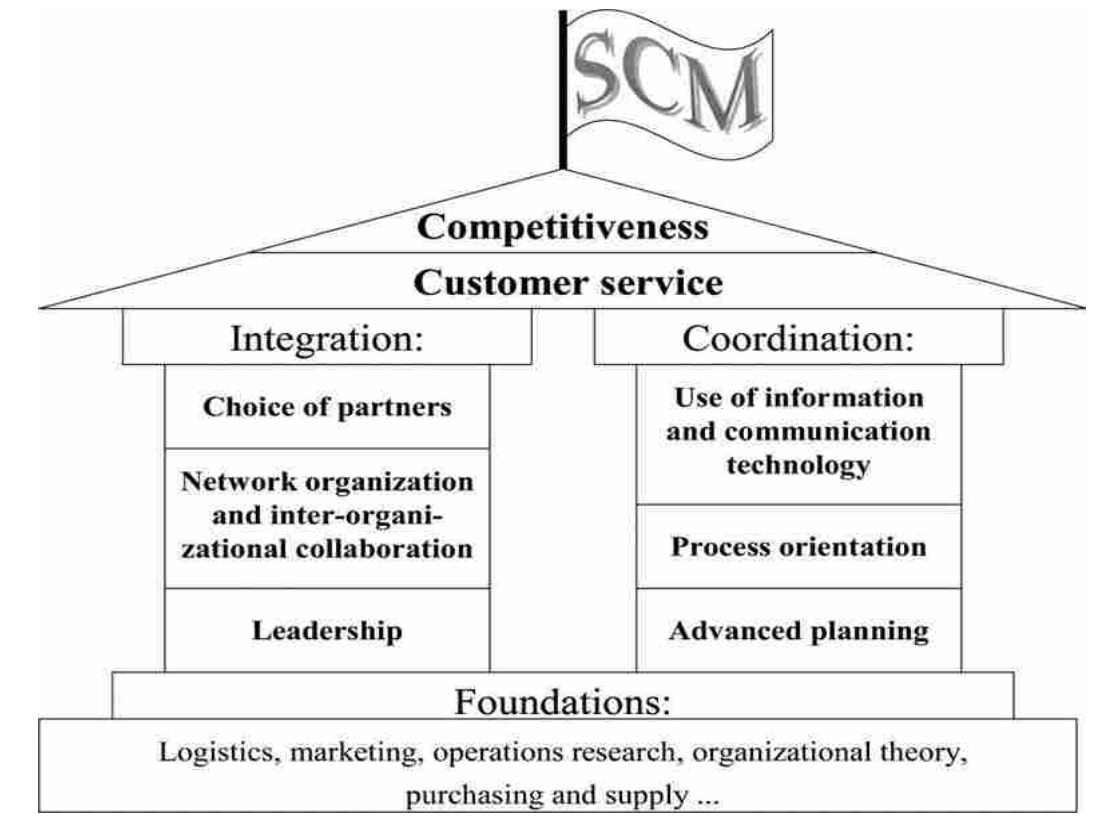 SCM
Competitiveness
Customer service
Integration:
Choice of partners
Network organization
and inter-organi-
zational collaboration
Leadership
Coordination:
Use of information
and communication
technology
Process orientation
Advanced planning
Foundations:
Logistics, marketing, operations research, organizational theory,
purchasing and supply ...